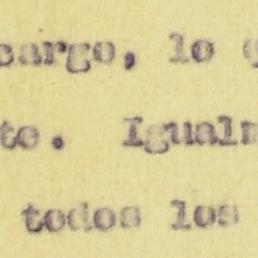 cargo, lo q
to. Igualm
todos los